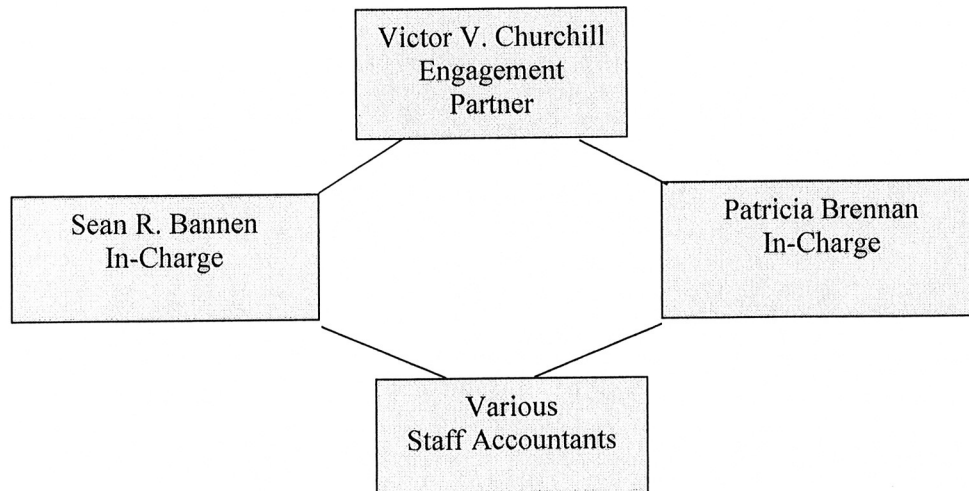 Victor V. Churchill
Engagement
Partner
Sean R. Bannen
In-Charge
Patricia Brennan
In-Charge
Various
Staff Accountants